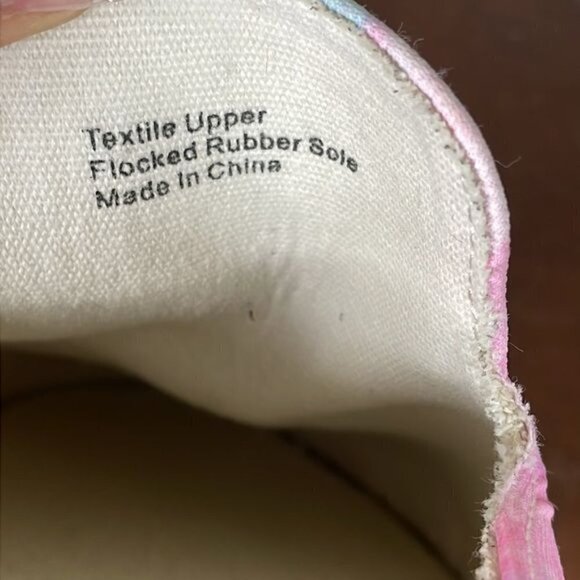 Textile Upper
Flocked Rubber Sole
Made In China